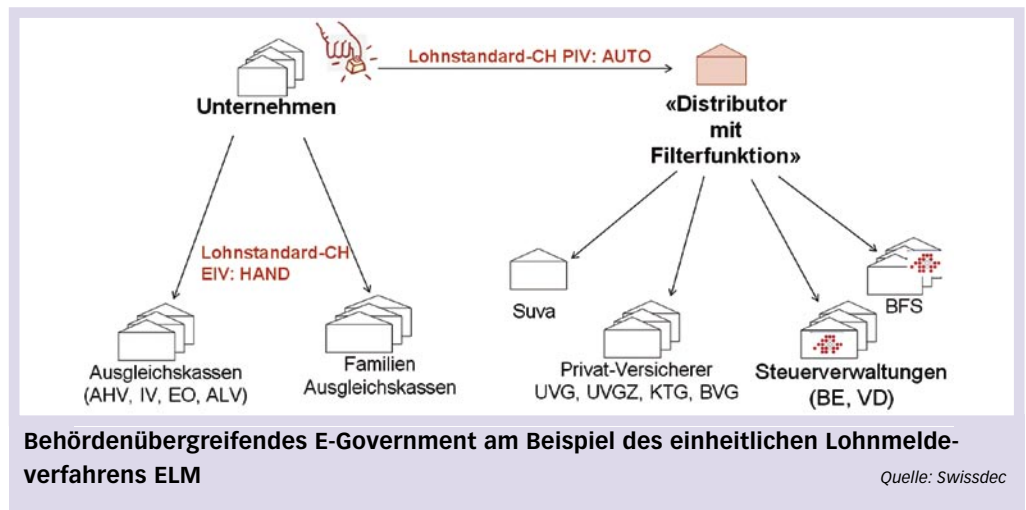 Lohnstandard-CH PIV: AUTO
Unternehmen
«Distributor
mit
Filterfunktion»
Lohnstandard-CH
EIV: HAND
Suva
BFS
Ausgleichskassen
(AHV, IV, EO, ALV)
Familien
Ausgleichskassen
Privat-Versicherer
UVG, UVGZ, KTG, BVG
Steuerverwaltungen
(BE, VD)
Behördenübergreifendes E-Government am Beispiel des einheitlichen Lohnmelde-
verfahrens ELM
Quelle: Swissdec